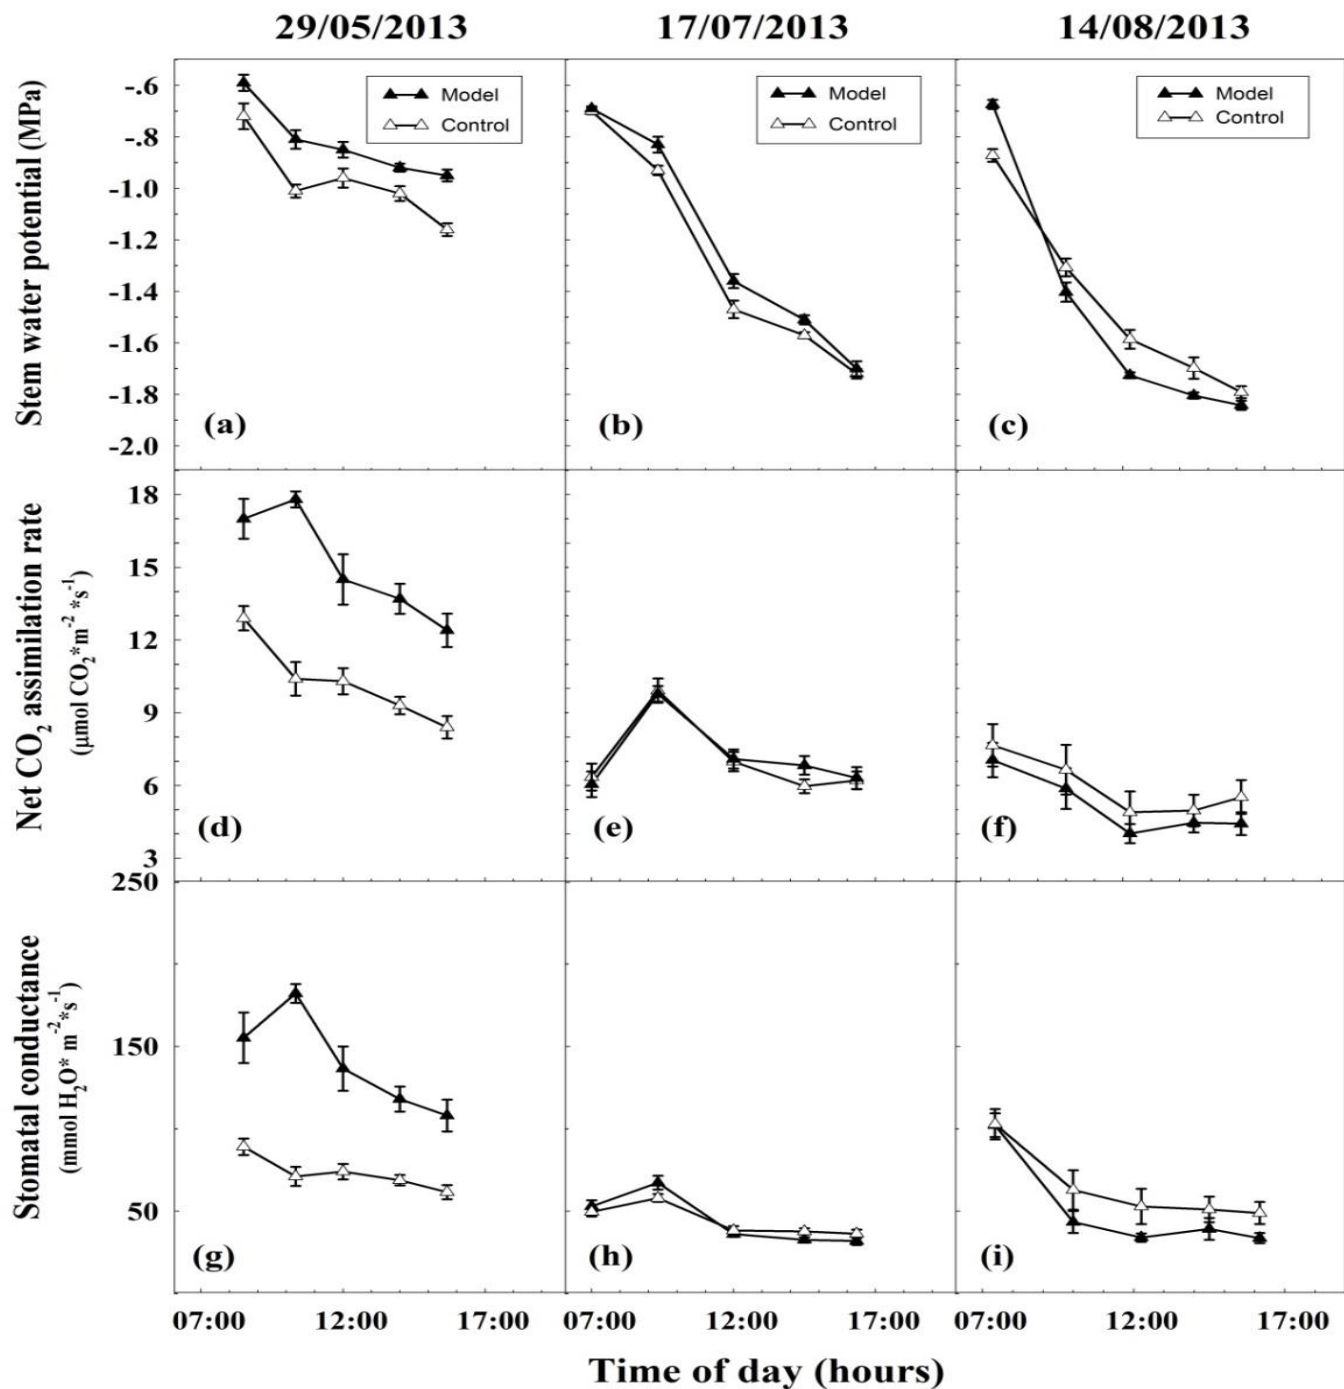 29/05/2013 17/07/2013 14/08/2013
Stem water potential (MPa)
-.6
-.8
-1.0
-1.2
-1.4
-1.6
-1.8
-2.0
Model
Control
(a)
Model
Control
(b)
Model
Control
(c)
Net CO₂ assimilation rate
(μmol CO₂*m⁻² *s⁻¹)
18
15
12
9
6
3
(d)
(e)
(f)
Stomatal conductance
(mmol H₂O* m⁻²*s⁻¹)
250
150
50
(g)
(h)
(i)
07:00 12:00 17:00 07:00 12:00 17:00 07:00 12:00 17:00
Time of day (hours)